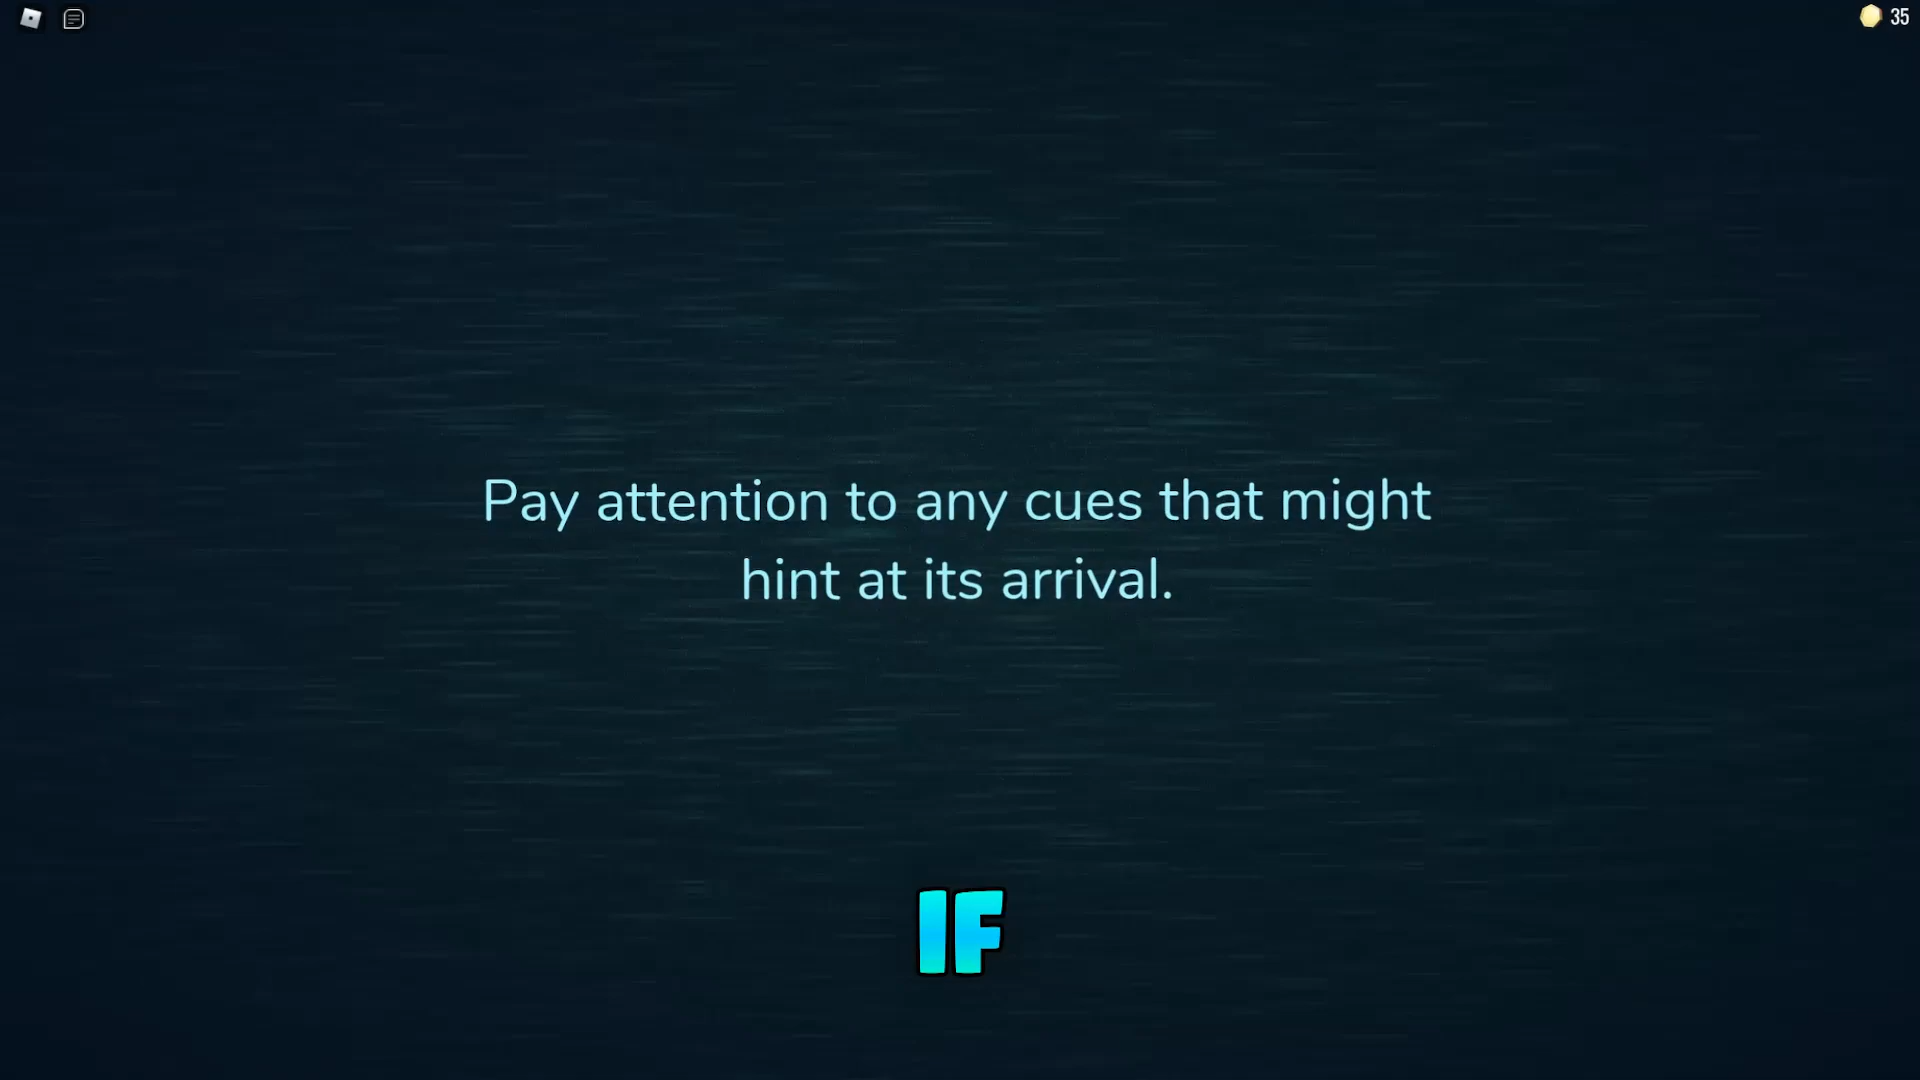 35
Pay attention to any cues that might
hint at its arrival.
IF